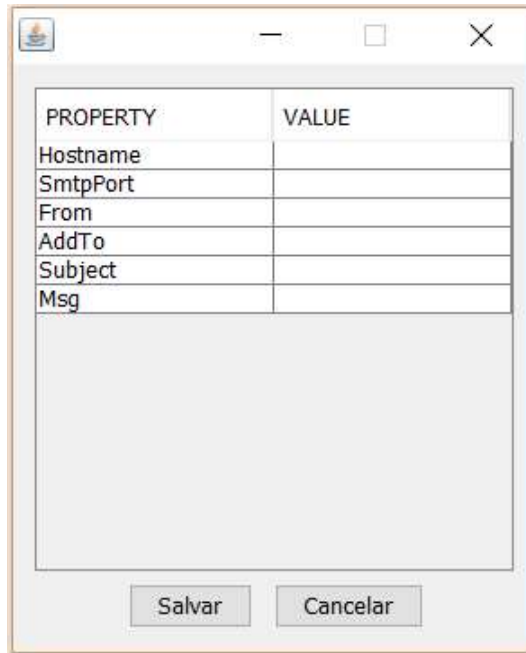 PROPERTY VALUE
Hostname
SmtpPort
From
AddTo
Subject
Msg
Salvar Cancelar